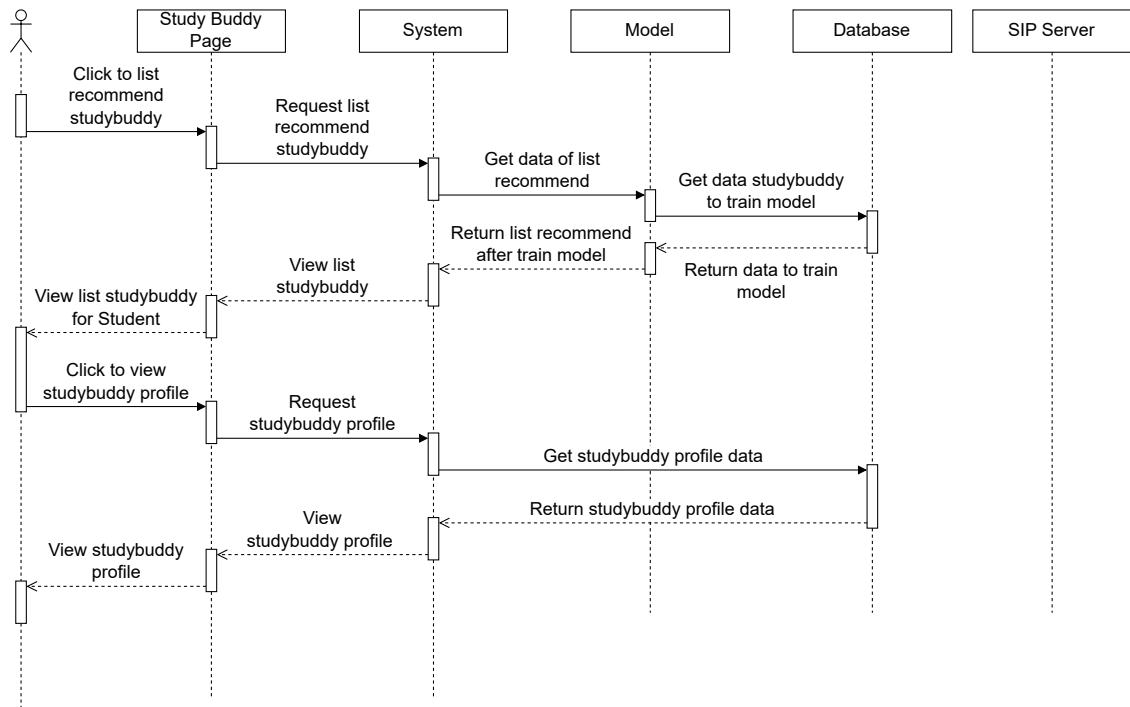 Study Buddy
Page
System
Model
Database
SIP Server
Click to list
recommend
studybuddy
Request list
recommend
studybuddy
Get data of list
recommend
Get data studybuddy
to train model
Return list recommend
after train model
Return data to train
model
View list
studybuddy
View list studybuddy
for Student
Click to view
studybuddy profile
Request
studybuddy profile
Get studybuddy profile data
Return studybuddy profile data
View
studybuddy profile
View studybuddy
profile